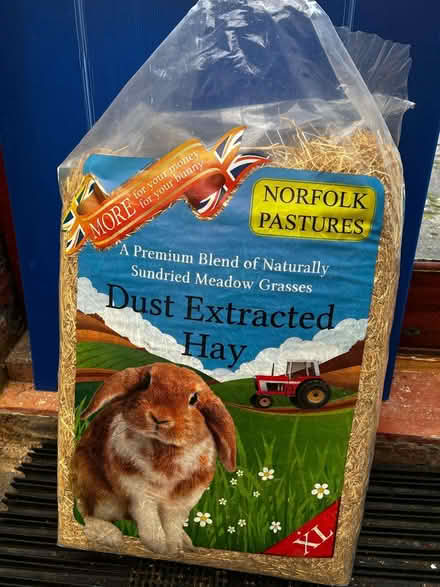 MORE for your money
for your bunny
NORFOLK
PASTURES
A Premium Blend of Naturally
Sundried Meadow Grasses
Dust Extracted
Hay
XL